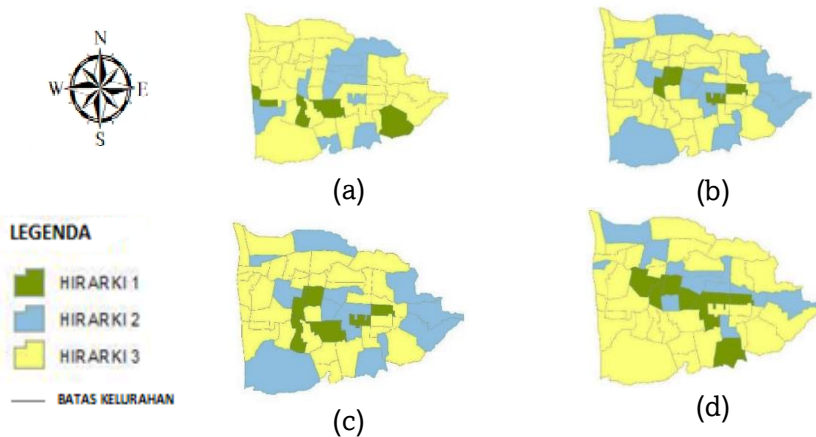 N
W E
S
(a)
(b)
LEGENDA
HIRARKI 1
HIRARKI 2
HIRARKI 3
BATAS KELURAHAN
(c)
(d)